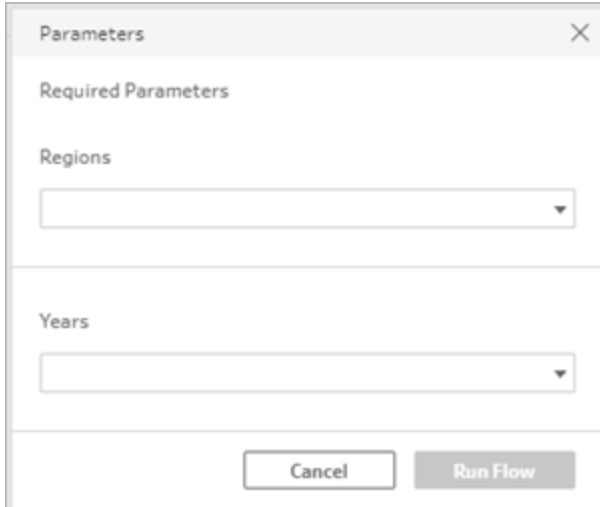 Parameters
Required Parameters
Regions
Years
Cancel
Run Flow